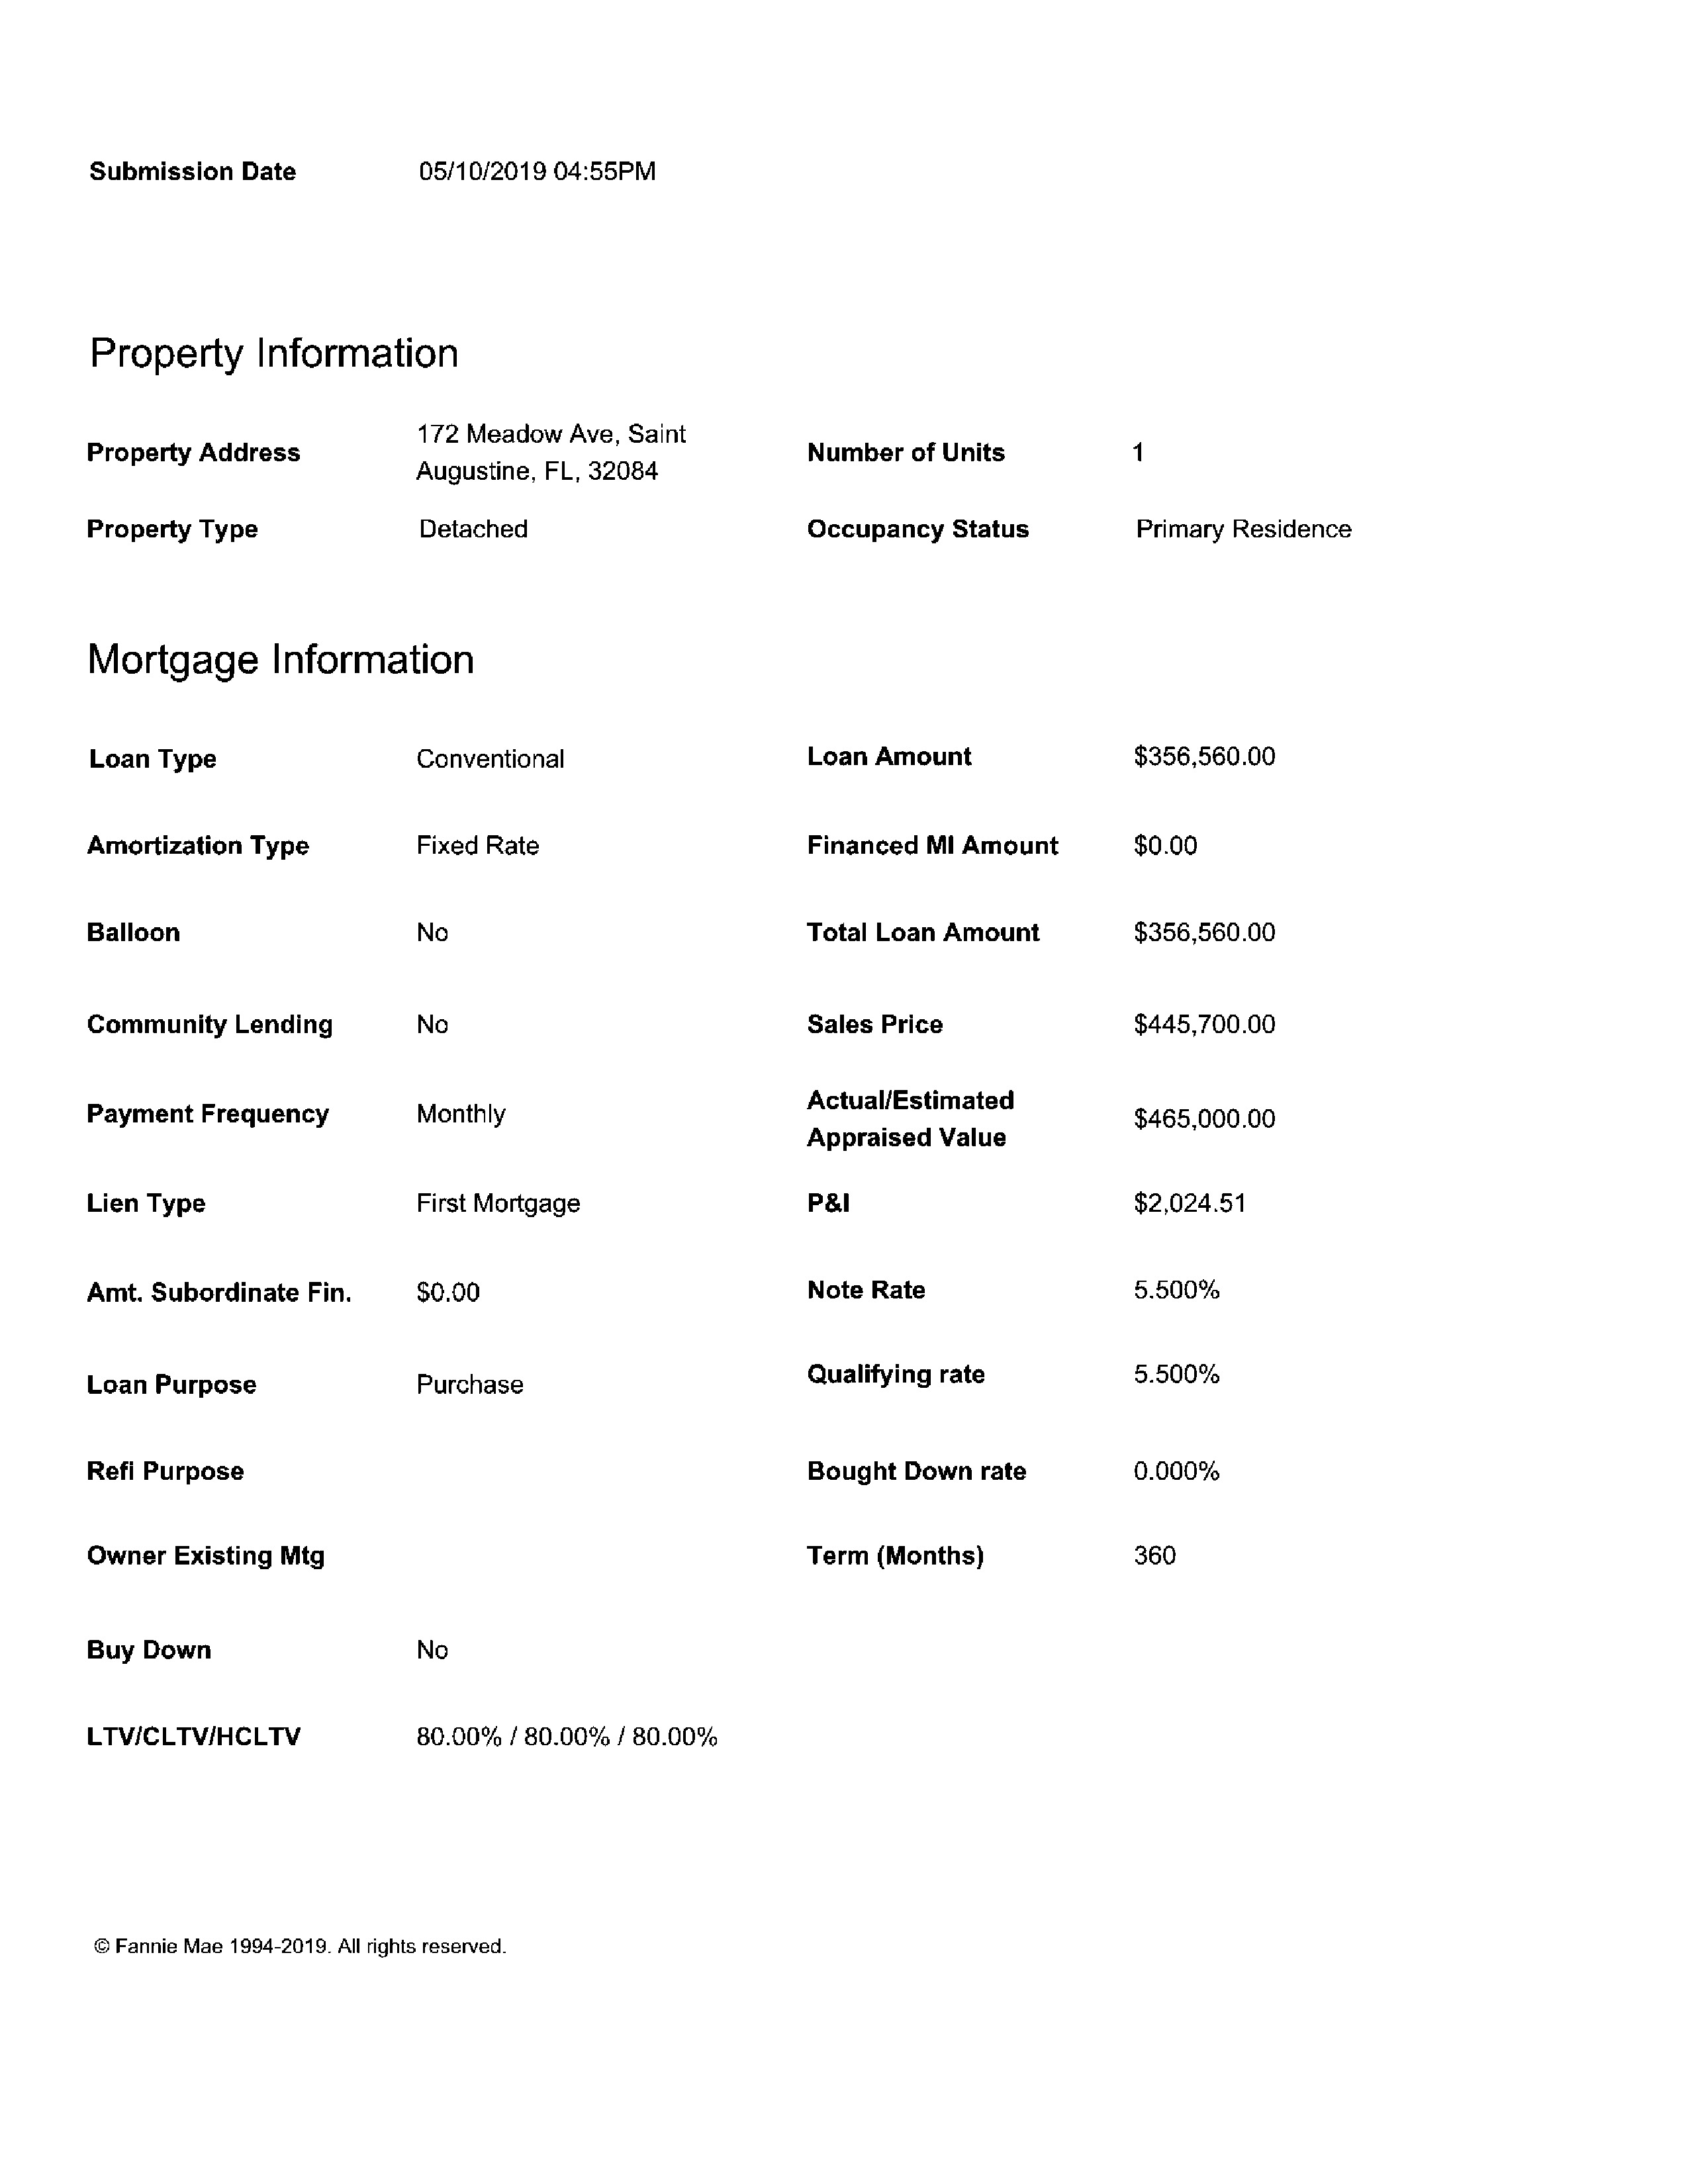 Submission Date 05/10/2019 04:55PM
Property Information
Property Address 172 Meadow Ave, Saint
Augustine, FL, 32084
Number of Units 1
Property Type Detached Occupancy Status Primary Residence
Mortgage Information
Loan Type Conventional Loan Amount $356,560.00
Amortization Type Fixed Rate Financed MI Amount $0.00
Balloon No Total Loan Amount $356,560.00
Community Lending No Sales Price $445,700.00
Payment Frequency Monthly Actual/Estimated
Appraised Value $465,000.00
Lien Type First Mortgage P&I $2,024.51
Amt. Subordinate Fin. $0.00 Note Rate 5.500%
Loan Purpose Purchase Qualifying rate 5.500%
Refi Purpose Bought Down rate 0.000%
Owner Existing Mtg Term (Months) 360
Buy Down No
LTV/CLTV/HCLTV 80.00% / 80.00% / 80.00%
© Fannie Mae 1994-2019. All rights reserved.